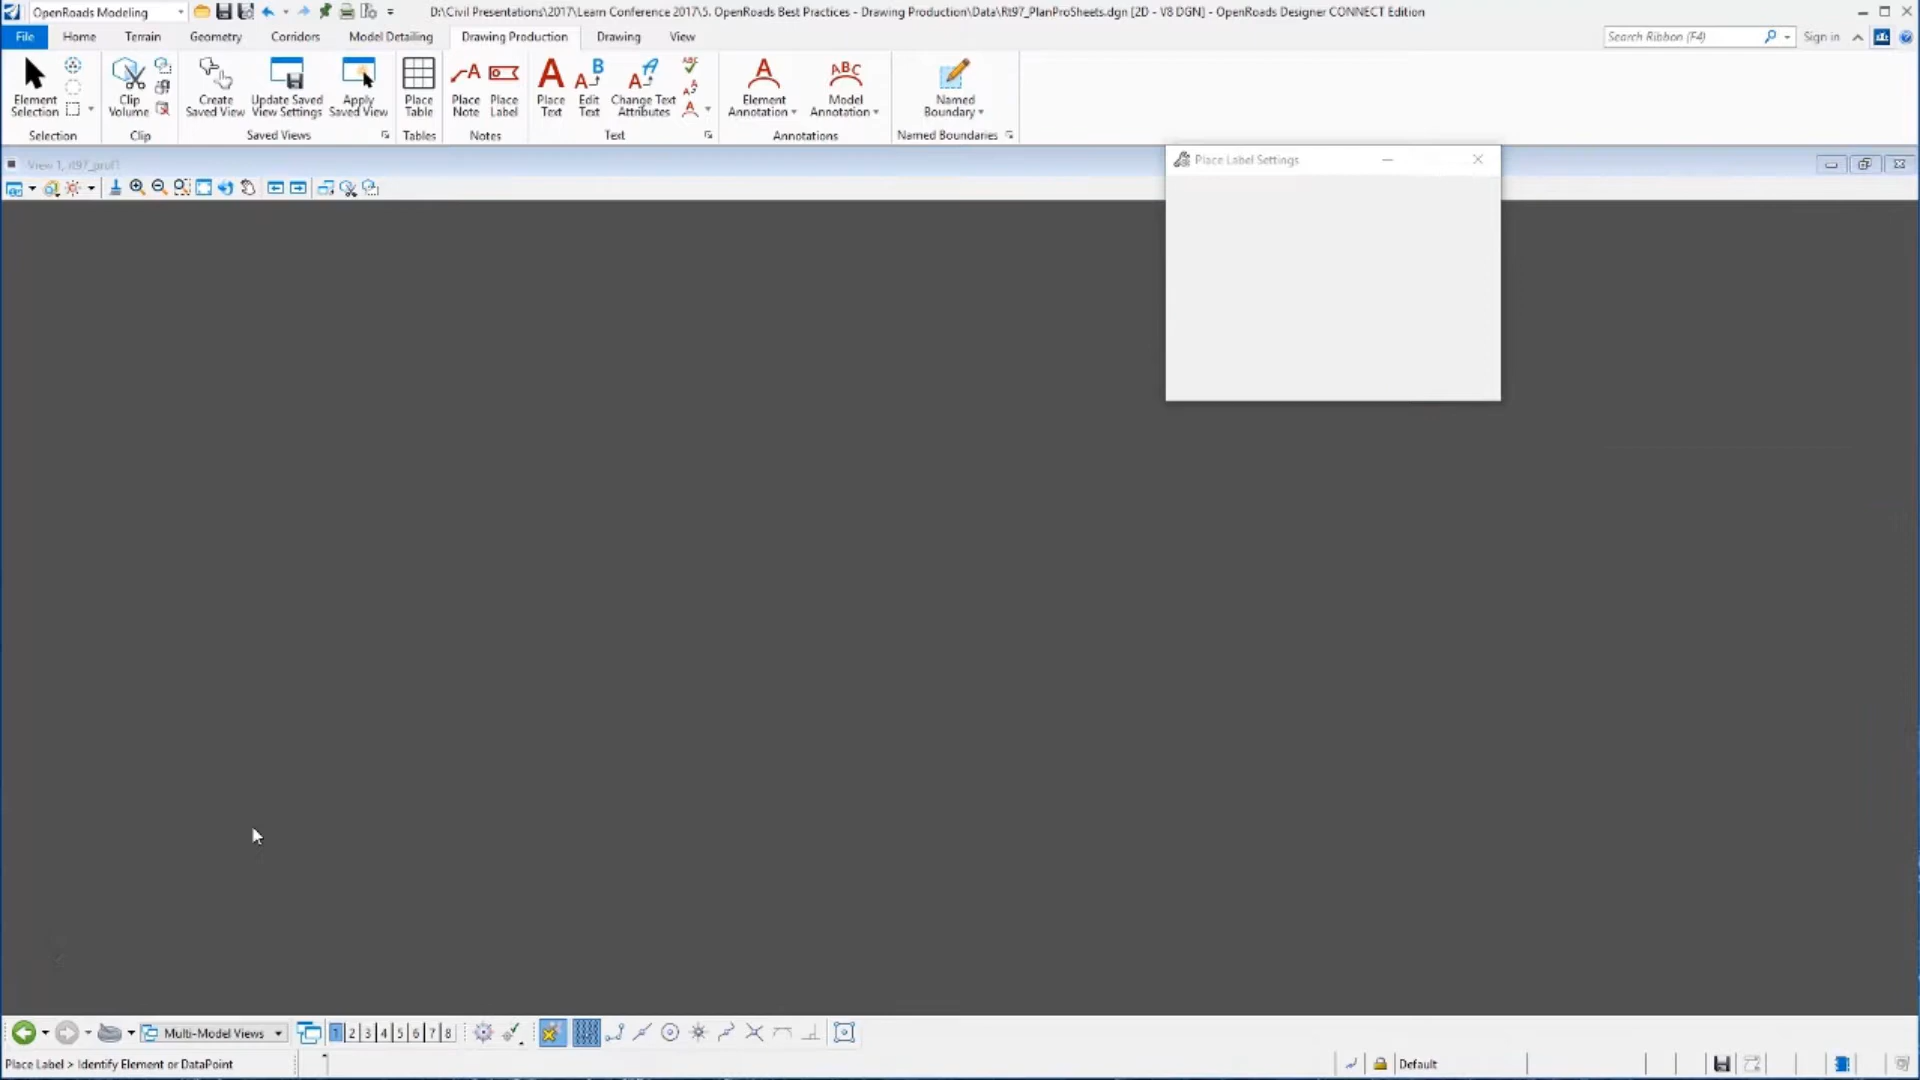 OpenRoads Modeling
D:\Civil Presentations\2017\Learn Conference 2017\5. OpenRoads Best Practices - Drawing Production\Data\Rt97_PlanProSheets.dgn [2D - V8 DGN] - OpenRoads Designer CONNECT Edition
File Home Terrain Geometry Corridors Model Detailing Drawing Production Drawing View Search Ribbon (F4) Sign in
Element Selection
Clip Volume
Create Saved View
Update Saved View Settings
Apply Saved View
Place Table
Place Note
Place Label
Place Text
Edit Text
Change Text Attributes
Element Annotation
Model Annotation
Named Boundary
Selection Clip Saved Views Tables Notes Text Annotations Named Boundaries
Place Label Settings
Multi-Model Views 1 2 3 4 5 6 7 8
Place Label > Identify Element or DataPoint
Default